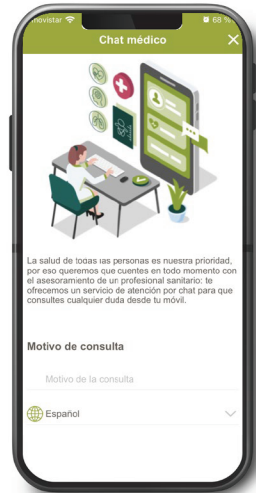 movistar 68 %
Chat médico
La salud de todas las personas es nuestra prioridad,
por eso queremos que cuentes en todo momento con
el asesoramiento de un profesional sanitario: te
ofrecemos un servicio de atención por chat para que
consultes cualquier duda desde tu móvil.
Motivo de consulta
Motivo de la consulta
Español